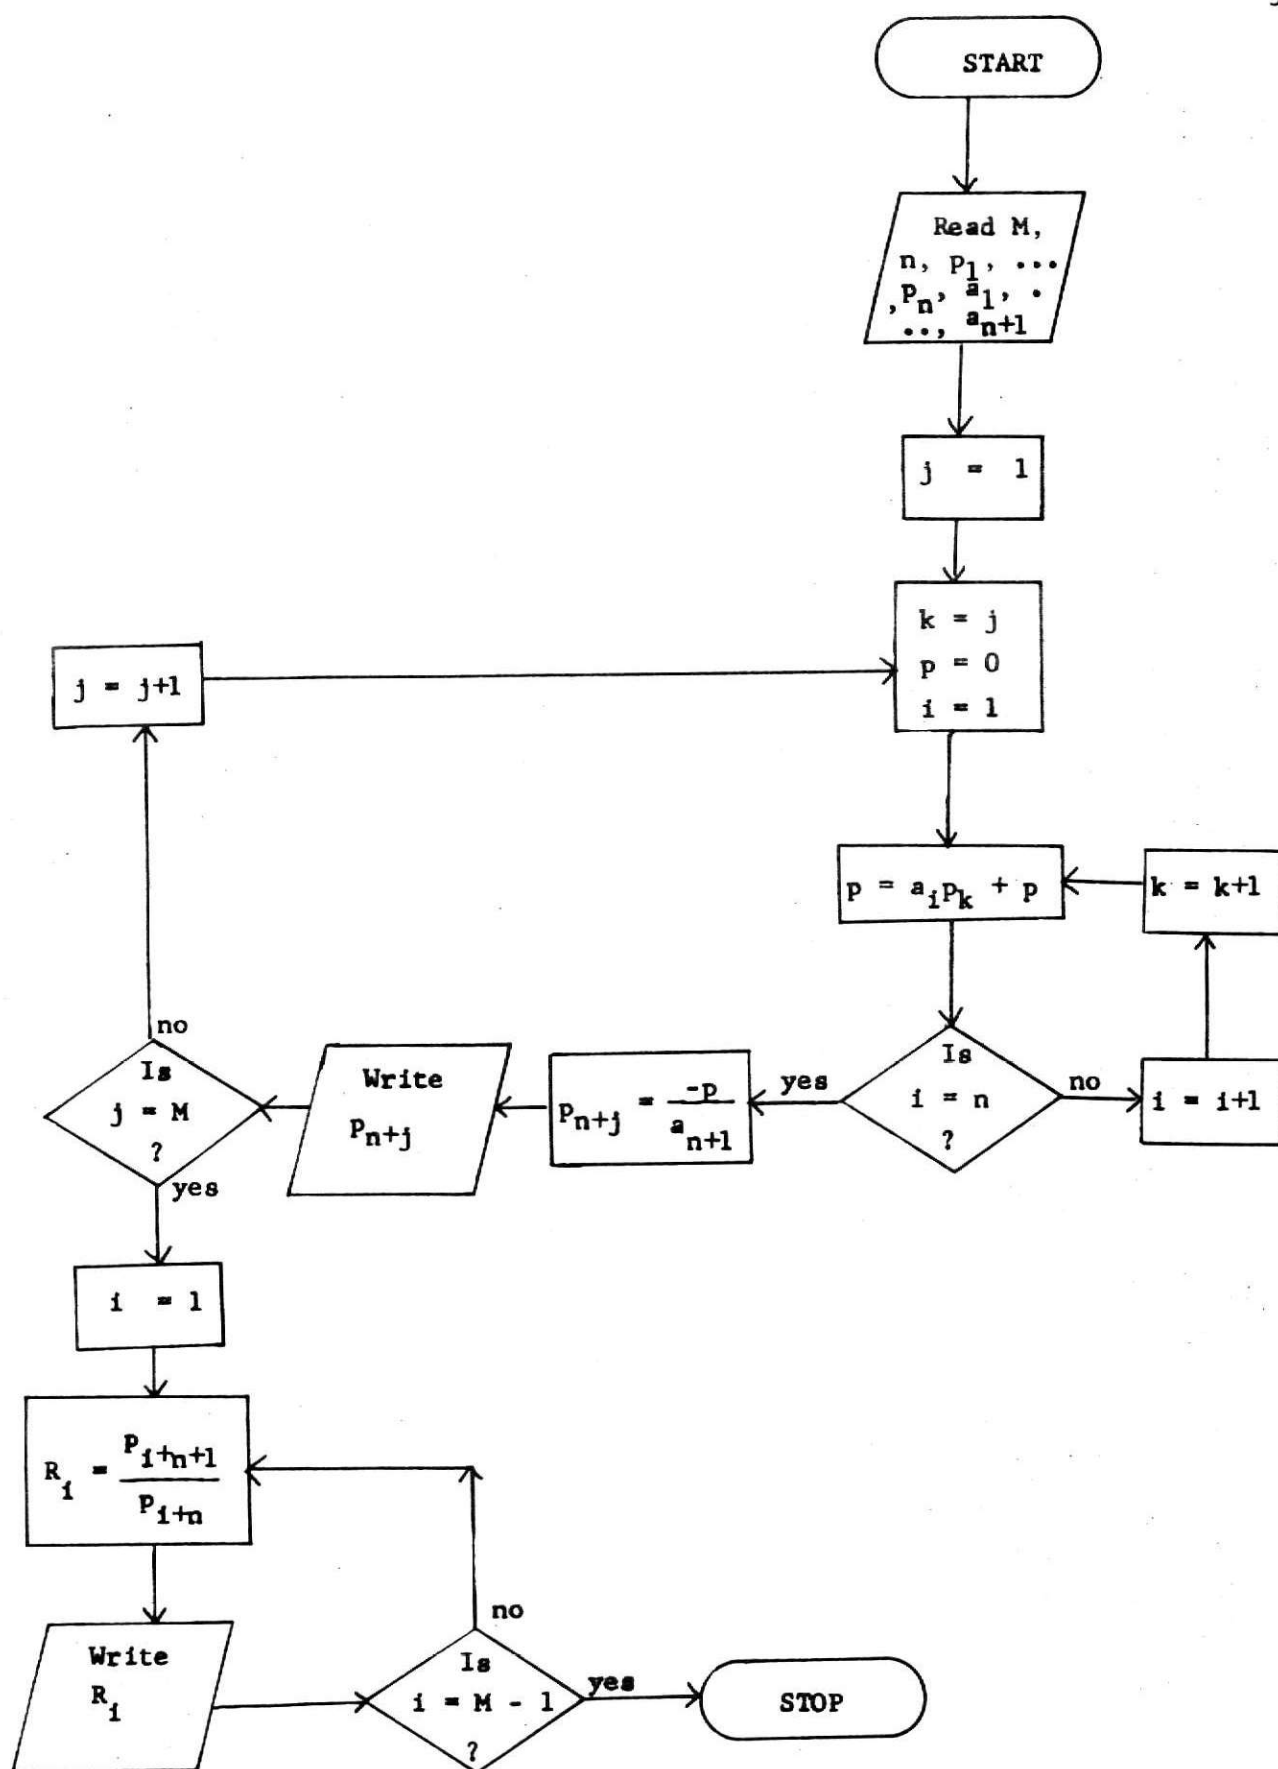 START
Read M,
n, p₁, ...
,pₙ, a₁, .
.., aₙ₊₁
j = 1
k = j
p = 0
i = 1
j = j+1
p = aᵢpₖ + p
k = k+1
no
Is
j = M
?
yes
Write
pₙ₊ⱼ
pₙ₊ⱼ = -p / aₙ₊₁
yes
Is
i = n
?
no
i = i+1
i = 1
Rᵢ = pᵢ₊ₙ₊₁ / pᵢ₊ₙ
Write
Rᵢ
no
Is
i = M - 1
?
yes
STOP